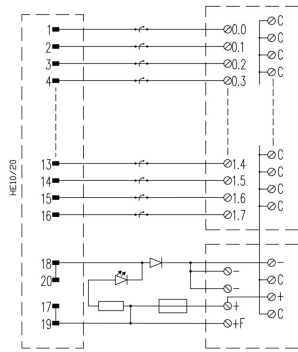 1 0.0 C
2 0.1 C
3 0.2 C
4 0.3 C
HE10/20
13 1.4 C
14 1.5 C
15 1.6 C
16 1.7 C
18 -
20 - C
- +
17 + C
19 +F